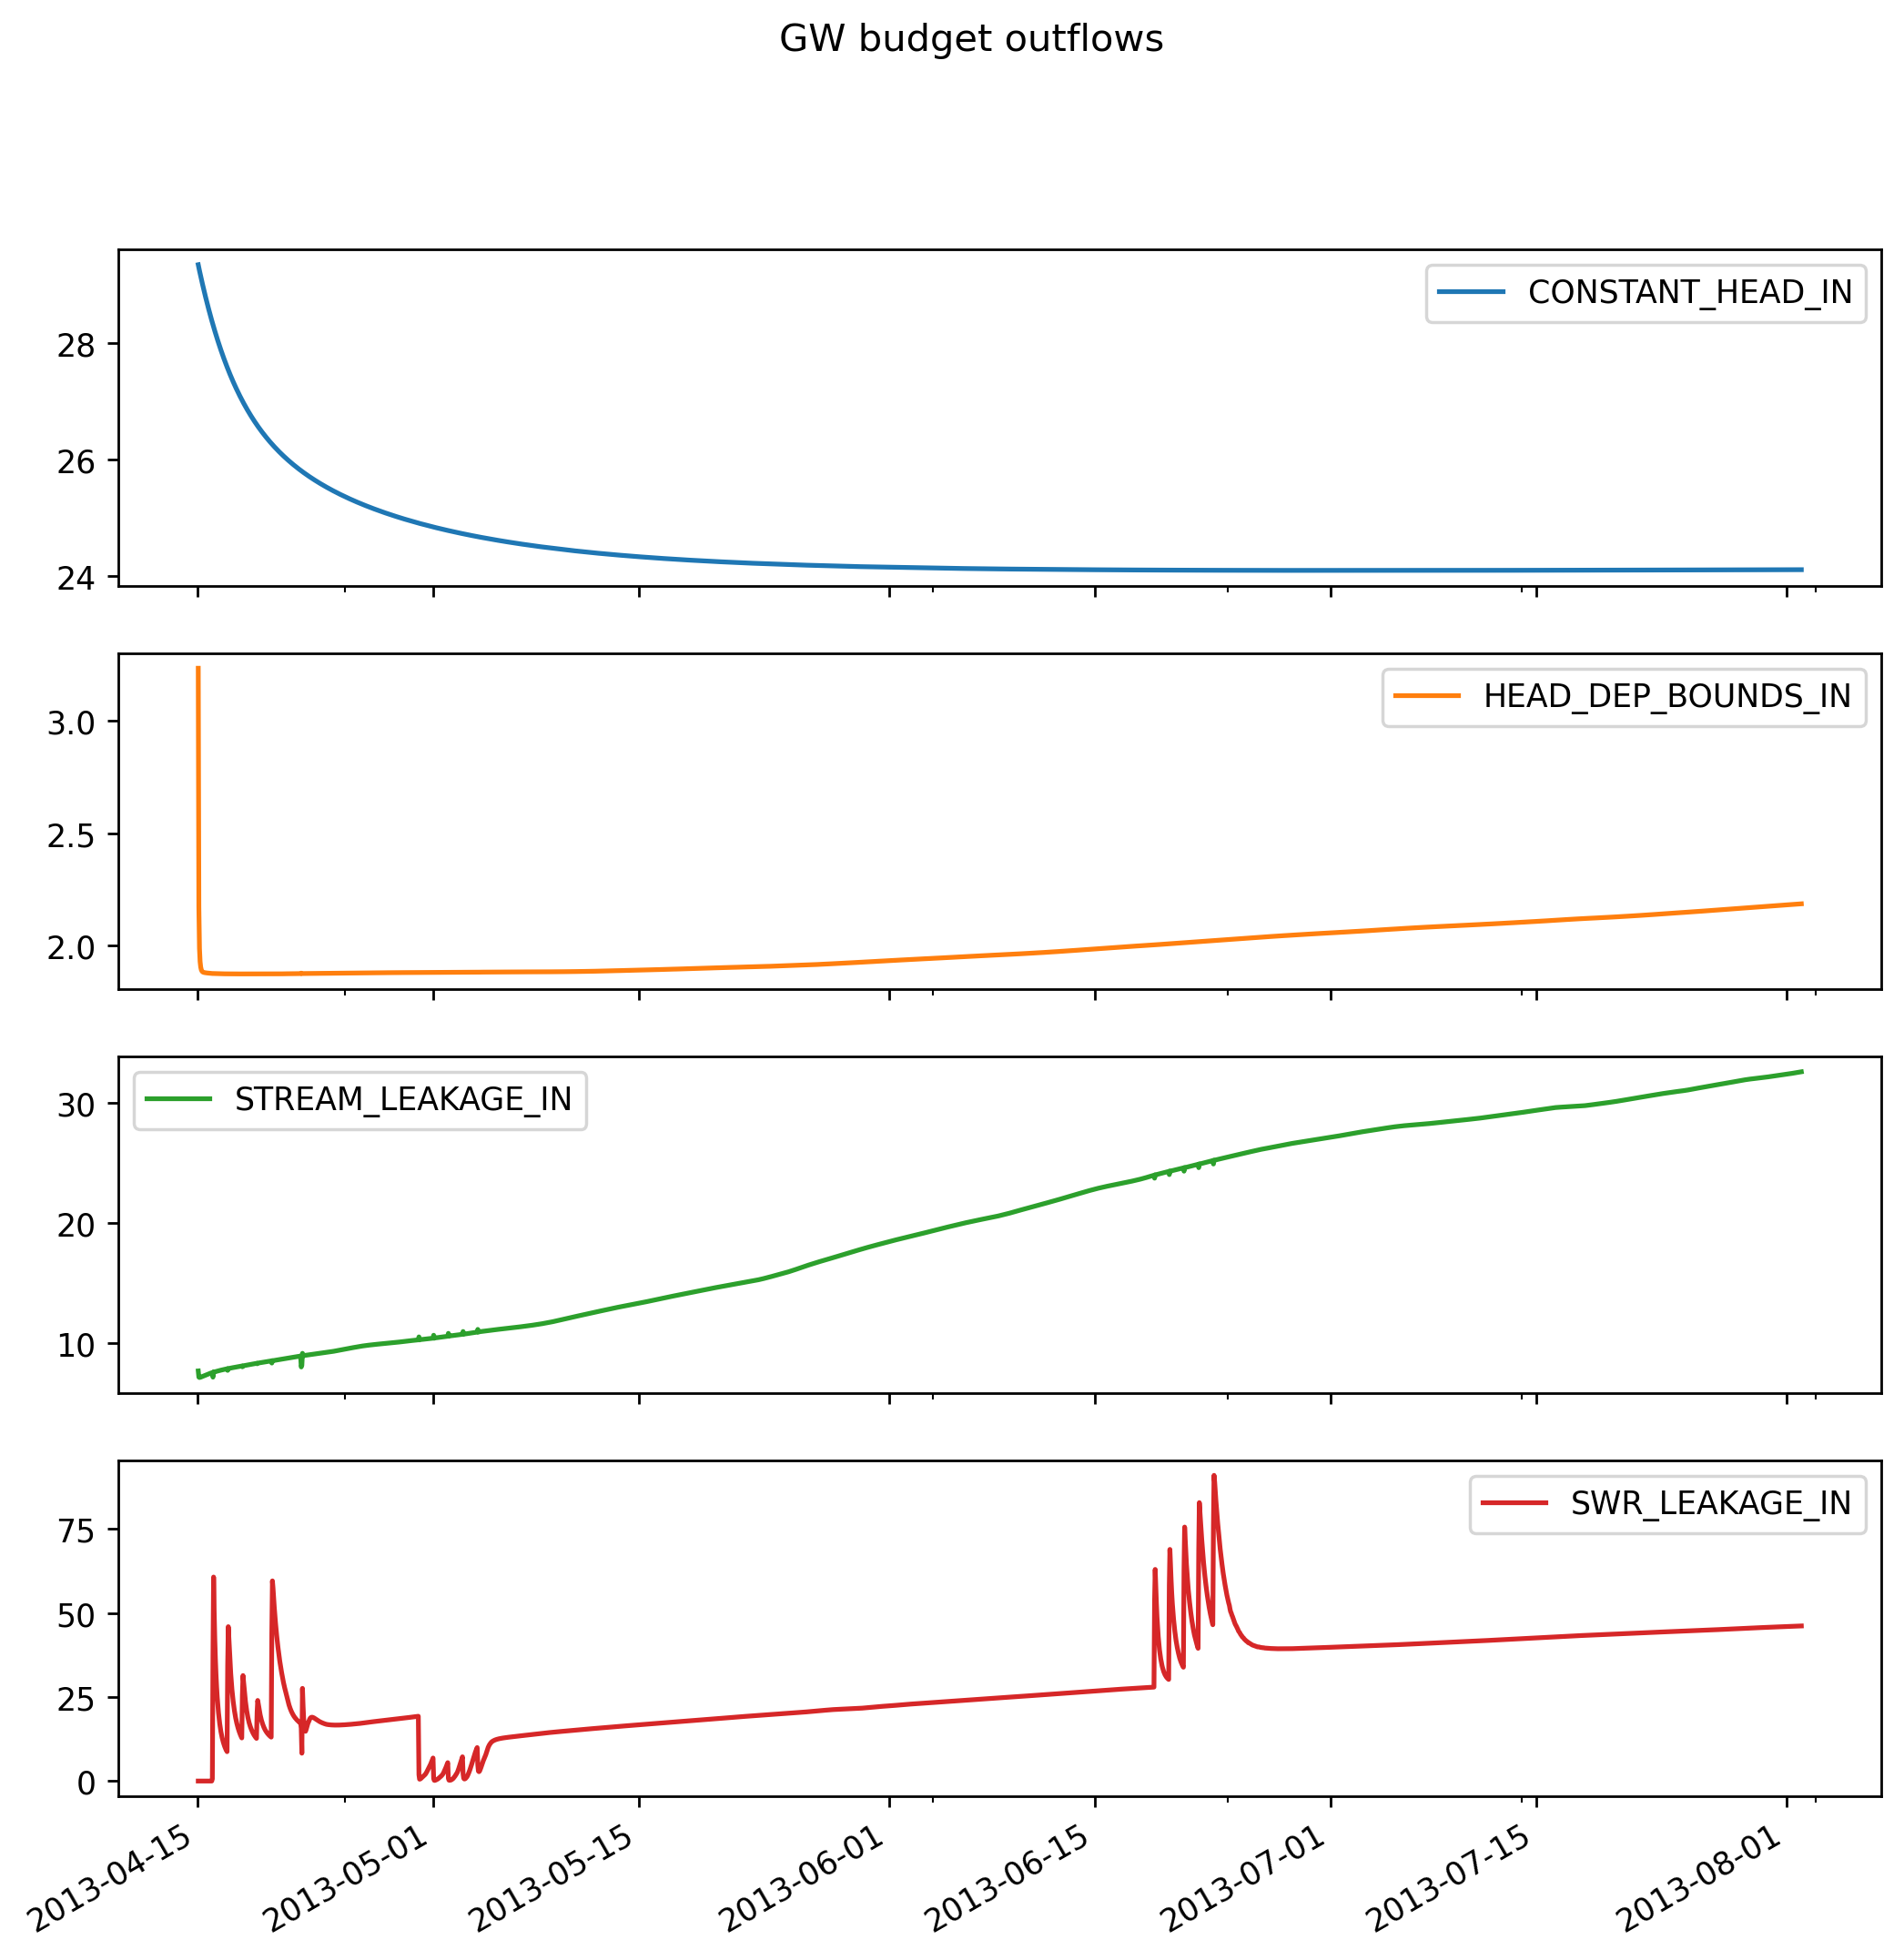 GW budget outflows
CONSTANT_HEAD_IN
28
26
24
HEAD_DEP_BOUNDS_IN
3.0
2.5
2.0
STREAM_LEAKAGE_IN
30
20
10
SWR_LEAKAGE_IN
75
50
25
0
2013-04-15 2013-05-01 2013-05-15 2013-06-01 2013-06-15 2013-07-01 2013-07-15 2013-08-01